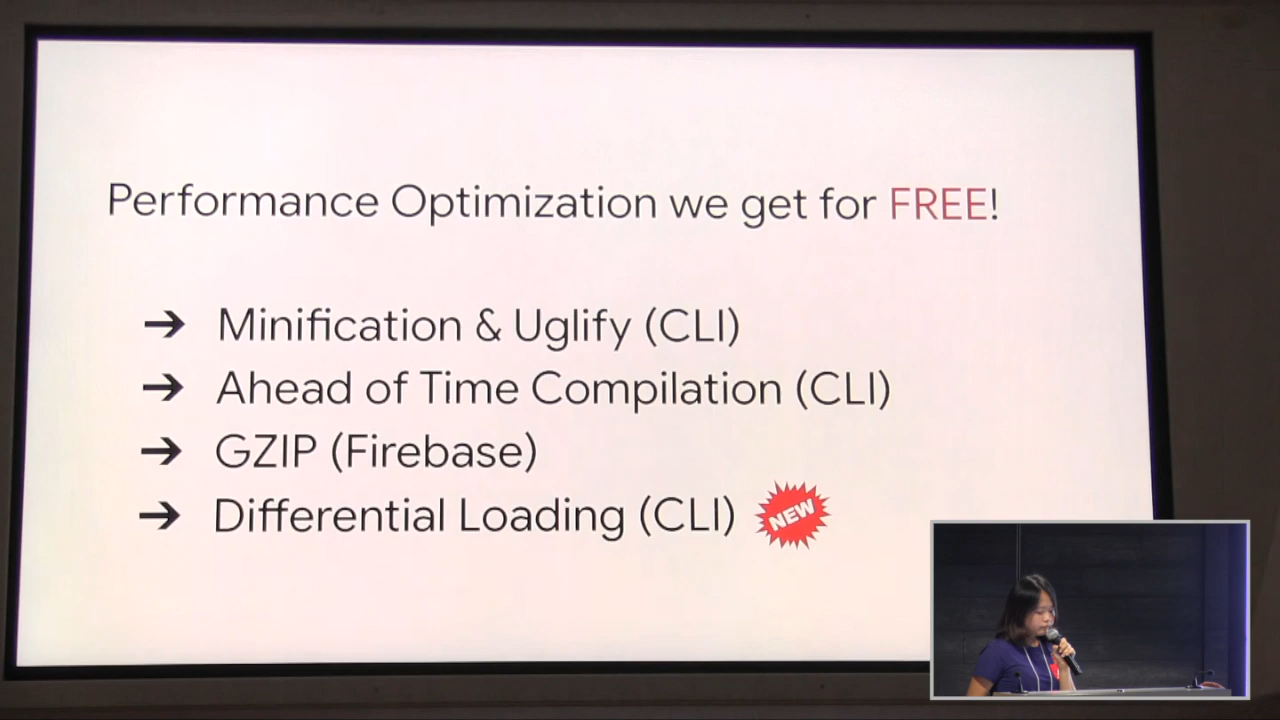 Performance Optimization we get for FREE!
➔ Minification & Uglify (CLI)
➔ Ahead of Time Compilation (CLI)
➔ GZIP (Firebase)
➔ Differential Loading (CLI) NEW